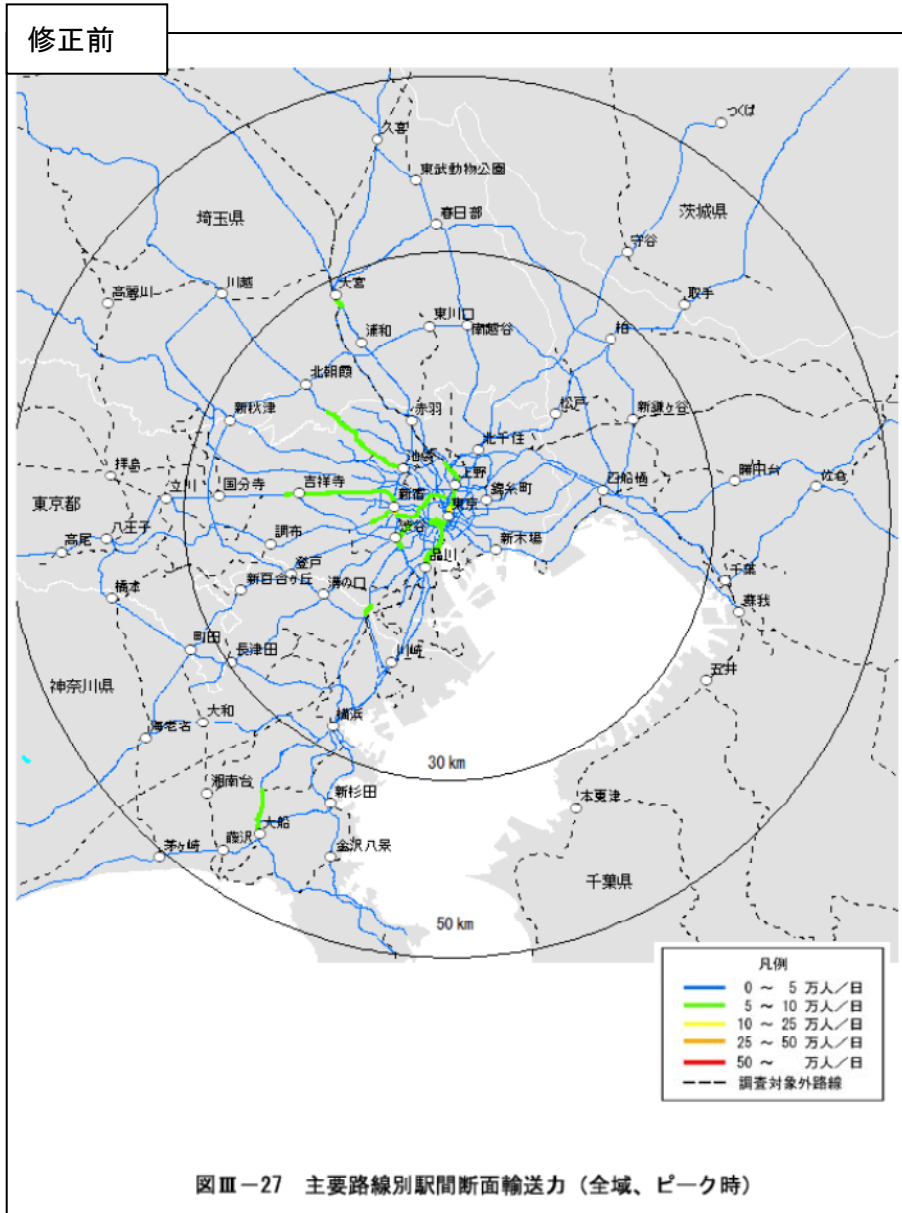 修正前
つくば
久喜
東武動物公園
埼玉県
春日部
茨城県
守谷
高麗川
川越
大宮
取手
東川口
南越谷
浦和
柏
北朝霞
新秋津
赤羽
松戸
新鎌ヶ谷
北千住
池袋
拝島
立川
国分寺
吉祥寺
上野
錦糸町
西船橋
勝田台
佐倉
東京都
新宿
東京
八王子
高尾
調布
渋谷
新木場
品川
登戸
千葉
橋本
新百合ヶ丘
溝の口
蘇我
町田
長津田
川崎
五井
神奈川県
大和
海老名
横浜
30 km
湘南台
新杉田
木更津
大船
藤沢
茅ヶ崎
金沢八景
千葉県
50 km
凡例
0 ～ 5 万人／日
5 ～ 10 万人／日
10 ～ 25 万人／日
25 ～ 50 万人／日
50 ～ 万人／日
調査対象外路線
図Ⅲ－27 主要路線別駅間断面輸送力（全域、ピーク時）